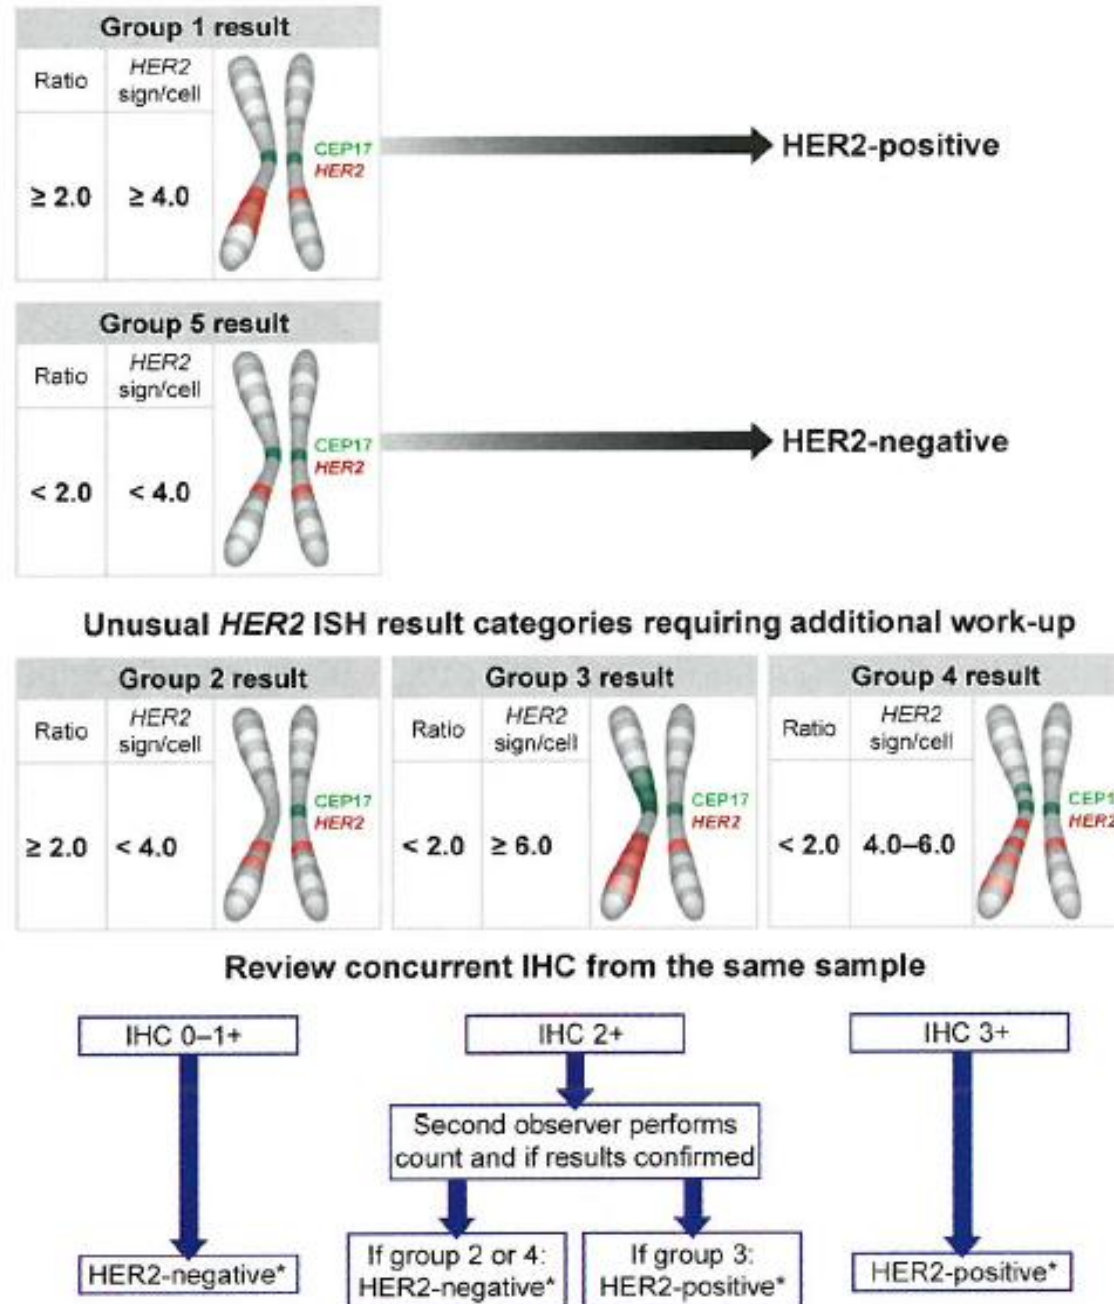 Group 1 result
Ratio
HER2
sign/cell
≥ 2.0
≥ 4.0
CEP17
HER2
HER2-positive
Group 5 result
Ratio
HER2
sign/cell
< 2.0
< 4.0
CEP17
HER2
HER2-negative
Unusual HER2 ISH result categories requiring additional work-up
Group 2 result
Ratio
HER2
sign/cell
≥ 2.0
< 4.0
CEP17
HER2
Group 3 result
Ratio
HER2
sign/cell
< 2.0
≥ 6.0
CEP17
HER2
Group 4 result
Ratio
HER2
sign/cell
< 2.0
4.0–6.0
CEP1
HER2
Review concurrent IHC from the same sample
IHC 0–1+
IHC 2+
IHC 3+
Second observer performs
count and if results confirmed
HER2-negative*
If group 2 or 4:
HER2-negative*
If group 3:
HER2-positive*
HER2-positive*